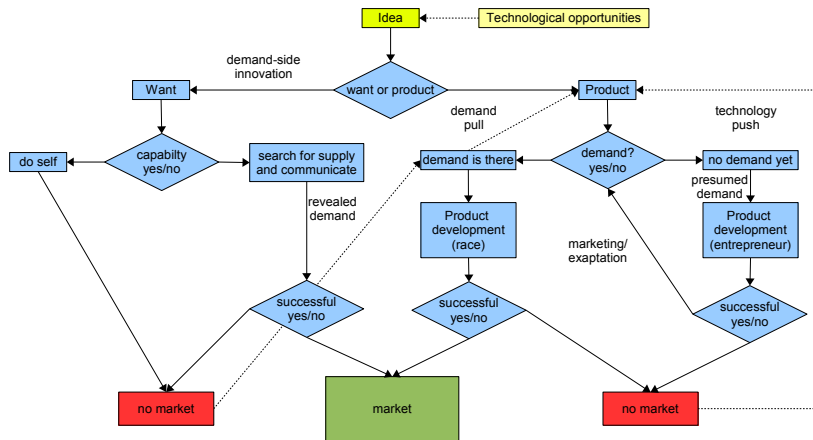 Idea
Technological opportunities
demand-side
innovation
want or product
Want
Product
demand
pull
technology
push
do self
capabilty
yes/no
search for supply
and communicate
demand is there
demand?
yes/no
no demand yet
revealed
demand
presumed
demand
Product
development
(race)
marketing/
exaptation
Product
development
(entrepreneur)
successful
yes/no
successful
yes/no
successful
yes/no
no market
market
no market